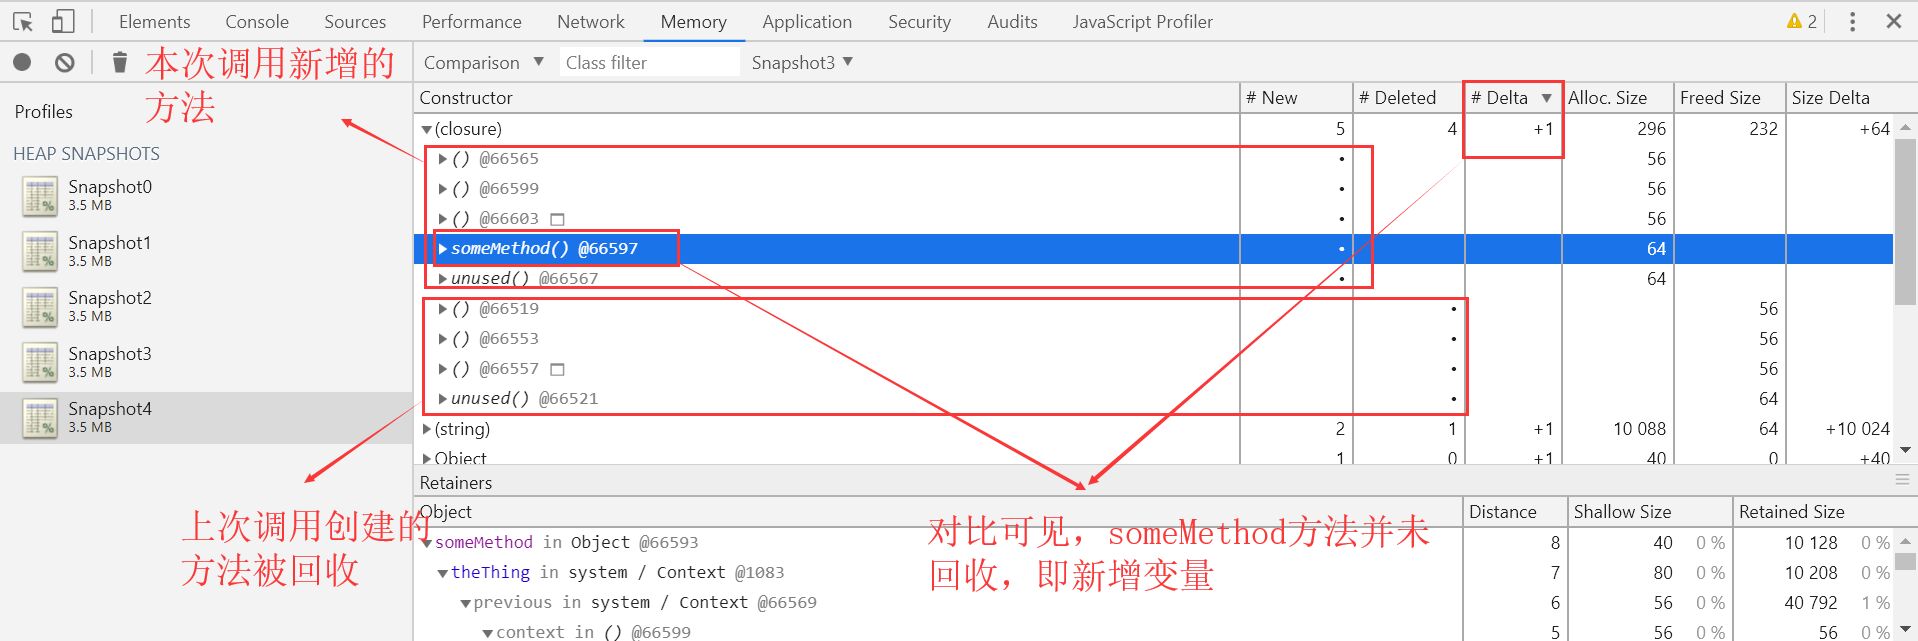 Elements Console Sources Performance Network Memory Application Security Audits JavaScript Profiler 2
Comparison ▼ Class filter Snapshot3 ▼
本次调用新增的
方法
Profiles
HEAP SNAPSHOTS
Snapshot0
3.5 MB
Snapshot1
3.5 MB
Snapshot2
3.5 MB
Snapshot3
3.5 MB
Snapshot4
3.5 MB
上次调用创建的
方法被回收
Constructor # New # Deleted # Delta ▼ Alloc. Size Freed Size Size Delta
▼(closure) 5 4 +1 296 232 +64
▶() @66565 • 56
▶() @66599 • 56
▶() @66603 • 56
▶someMethod() @66597 • 64
▶unused() @66567 • 64
▶() @66519 • 56
▶() @66553 • 56
▶() @66557 • 56
▶unused() @66521 • 64
▶(string) 2 1 +1 10 088 64 +10 024
▶Object 1 0 +1 40 0 +40
Retainers
Object Distance Shallow Size Retained Size
▼someMethod in Object @66593 8 40 0 % 10 128 0 %
▼theThing in system / Context @1083 7 80 0 % 10 208 0 %
▼previous in system / Context @66569 6 56 0 % 40 792 1 %
▼context in () @66599 5 56 0 % 56 0 %
对比可见，someMethod方法并未
回收，即新增变量